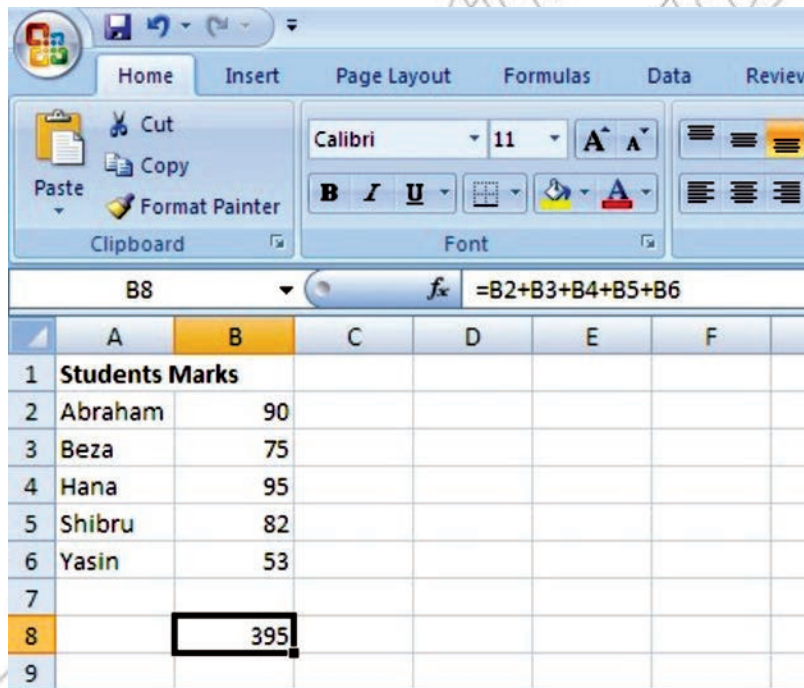 Home Insert Page Layout Formulas Data Review
Paste
Cut
Copy
Format Painter
Clipboard
Calibri 11 A A
B I U A
Font
B8 fx =B2+B3+B4+B5+B6
A B C D E F
1 Students Marks
2 Abraham 90
3 Beza 75
4 Hana 95
5 Shibru 82
6 Yasin 53
7
8 395
9